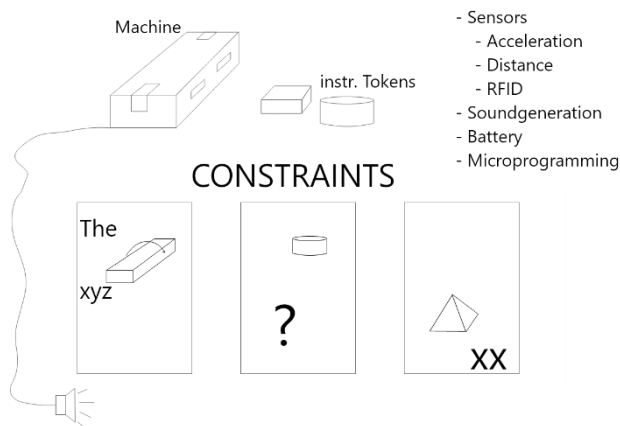 Machine
instr. Tokens
- Sensors
- Acceleration
- Distance
- RFID
- Soundgeneration
- Battery
- Microprogramming
CONSTRAINTS
The
xyz
?
xx